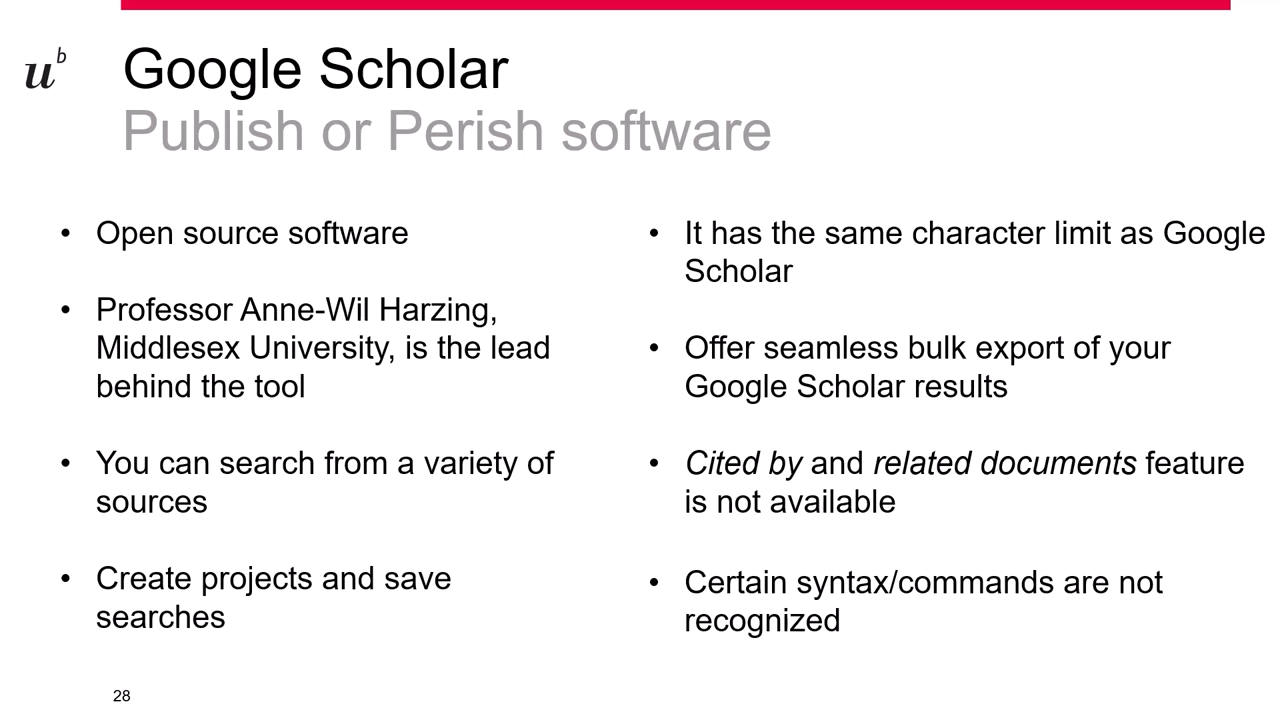 u b
Google Scholar
Publish or Perish software
• Open source software
• Professor Anne-Wil Harzing,
Middlesex University, is the lead
behind the tool
• You can search from a variety of
sources
• Create projects and save
searches
• It has the same character limit as Google
Scholar
• Offer seamless bulk export of your
Google Scholar results
• Cited by and related documents feature
is not available
• Certain syntax/commands are not
recognized
28